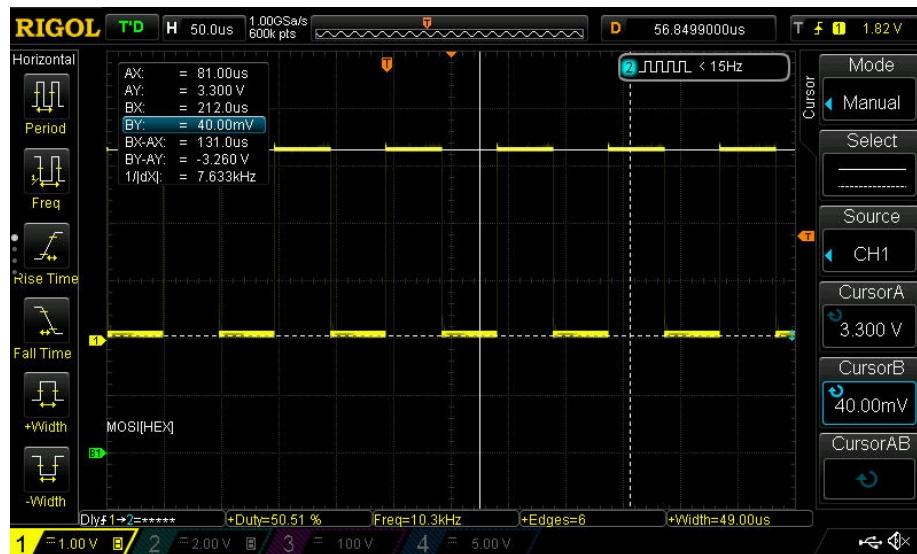 RIGOL T'D H 50.0us 1.00GSa/s 600k pts D 56.8499000us T 1 1.82 V
Horizontal
Period
Freq
Rise Time
Fall Time
+Width
-Width
AX: = 81.00us
AY: = 3.300 V
BX: = 212.0us
BY: = 40.00mV
BX-AX: = 131.0us
BY-AY: = -3.260 V
1/|dX|: = 7.633kHz
T
2 < 15Hz
T
1
MOSI[HEX]
B1
Cursor
Mode
Manual
Select
Source
CH1
CursorA
3.300 V
CursorB
40.00mV
CursorAB
Dly 1→2=***** +Duty=50.51 % Freq=10.3kHz +Edges=6 +Width=49.00us
1 1.00 V B 2 2.00 V B 3 100 V 4 5.00 V